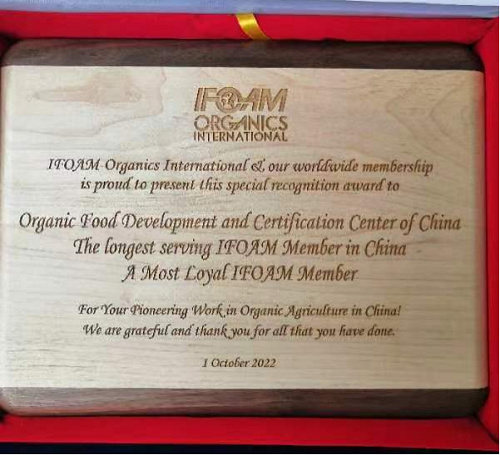 IFOAM
ORGANICS
INTERNATIONAL
IFOAM Organics International & our worldwide membership
is proud to present this special recognition award to
Organic Food Development and Certification Center of China
The longest serving IFOAM Member in China
A Most Loyal IFOAM Member
For Your Pioneering Work in Organic Agriculture in China!
We are grateful and thank you for all that you have done.
1 October 2022